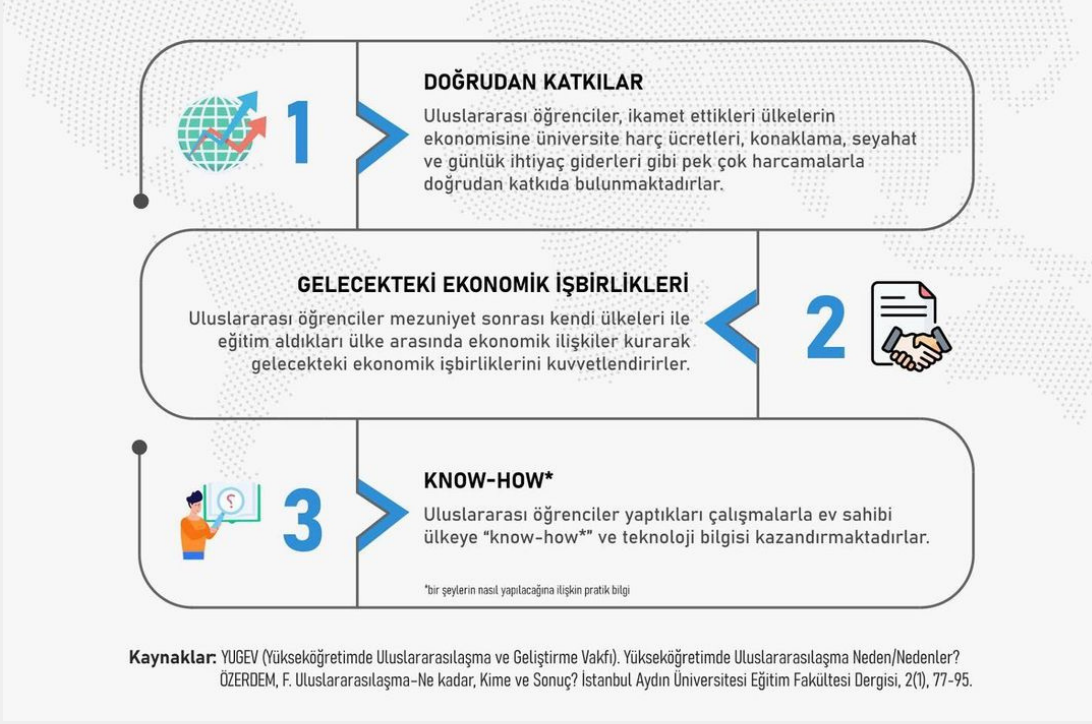 1
DOĞRUDAN KATKILAR
Uluslararası öğrenciler, ikamet ettikleri ülkelerin
ekonomisine üniversite harç ücretleri, konaklama, seyahat
ve günlük ihtiyaç giderleri gibi pek çok harcamalarla
doğrudan katkıda bulunmaktadırlar.
GELECEKTEKİ EKONOMİK İŞBİRLİKLERİ
Uluslararası öğrenciler mezuniyet sonrası kendi ülkeleri ile
eğitim aldıkları ülke arasında ekonomik ilişkiler kurarak
gelecekteki ekonomik işbirliklerini kuvvetlendirirler.
2
3
KNOW-HOW*
Uluslararası öğrenciler yaptıkları çalışmalarla ev sahibi
ülkeye “know-how*” ve teknoloji bilgisi kazandırmaktadırlar.
*bir şeylerin nasıl yapılacağına ilişkin pratik bilgi
Kaynaklar: YUGEV (Yükseköğretimde Uluslararasılaşma ve Geliştirme Vakfı). Yükseköğretimde Uluslararasılaşma Neden/Nedenler?
ÖZERDEM, F. Uluslararasılaşma-Ne kadar, Kime ve Sonuç? İstanbul Aydın Üniversitesi Eğitim Fakültesi Dergisi, 2(1), 77-95.